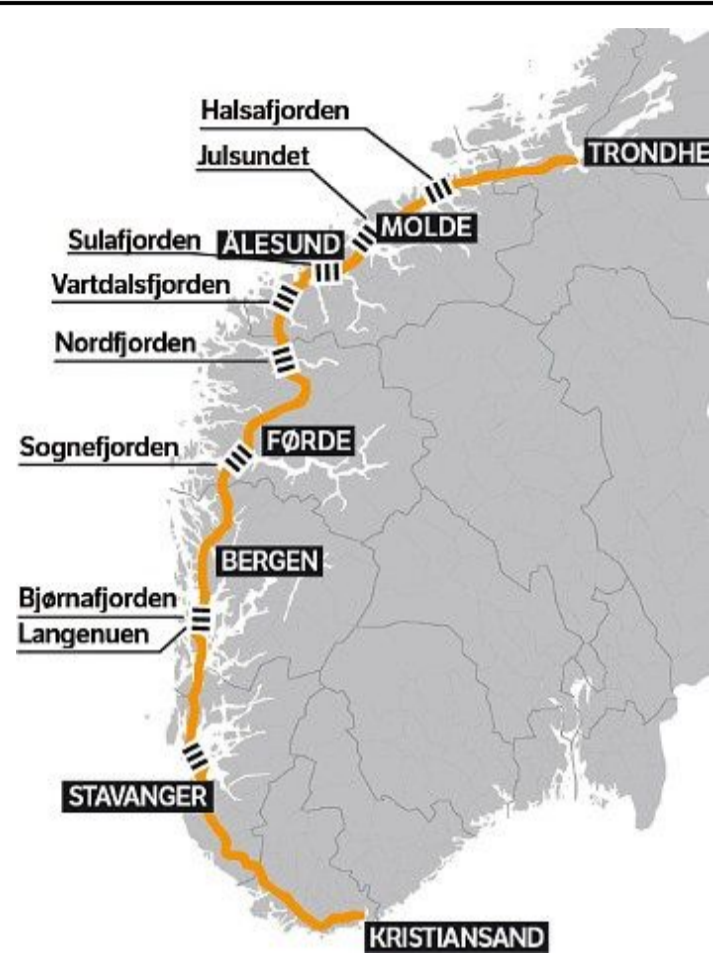 Halsafjorden
Julsundet
TRONDHE
MOLDE
Sulafjorden
ÅLESUND
Vartdalsfjorden
Nordfjorden
FØRDE
Sognefjorden
BERGEN
Bjørnafjorden
Langenuen
STAVANGER
KRISTIANSAND